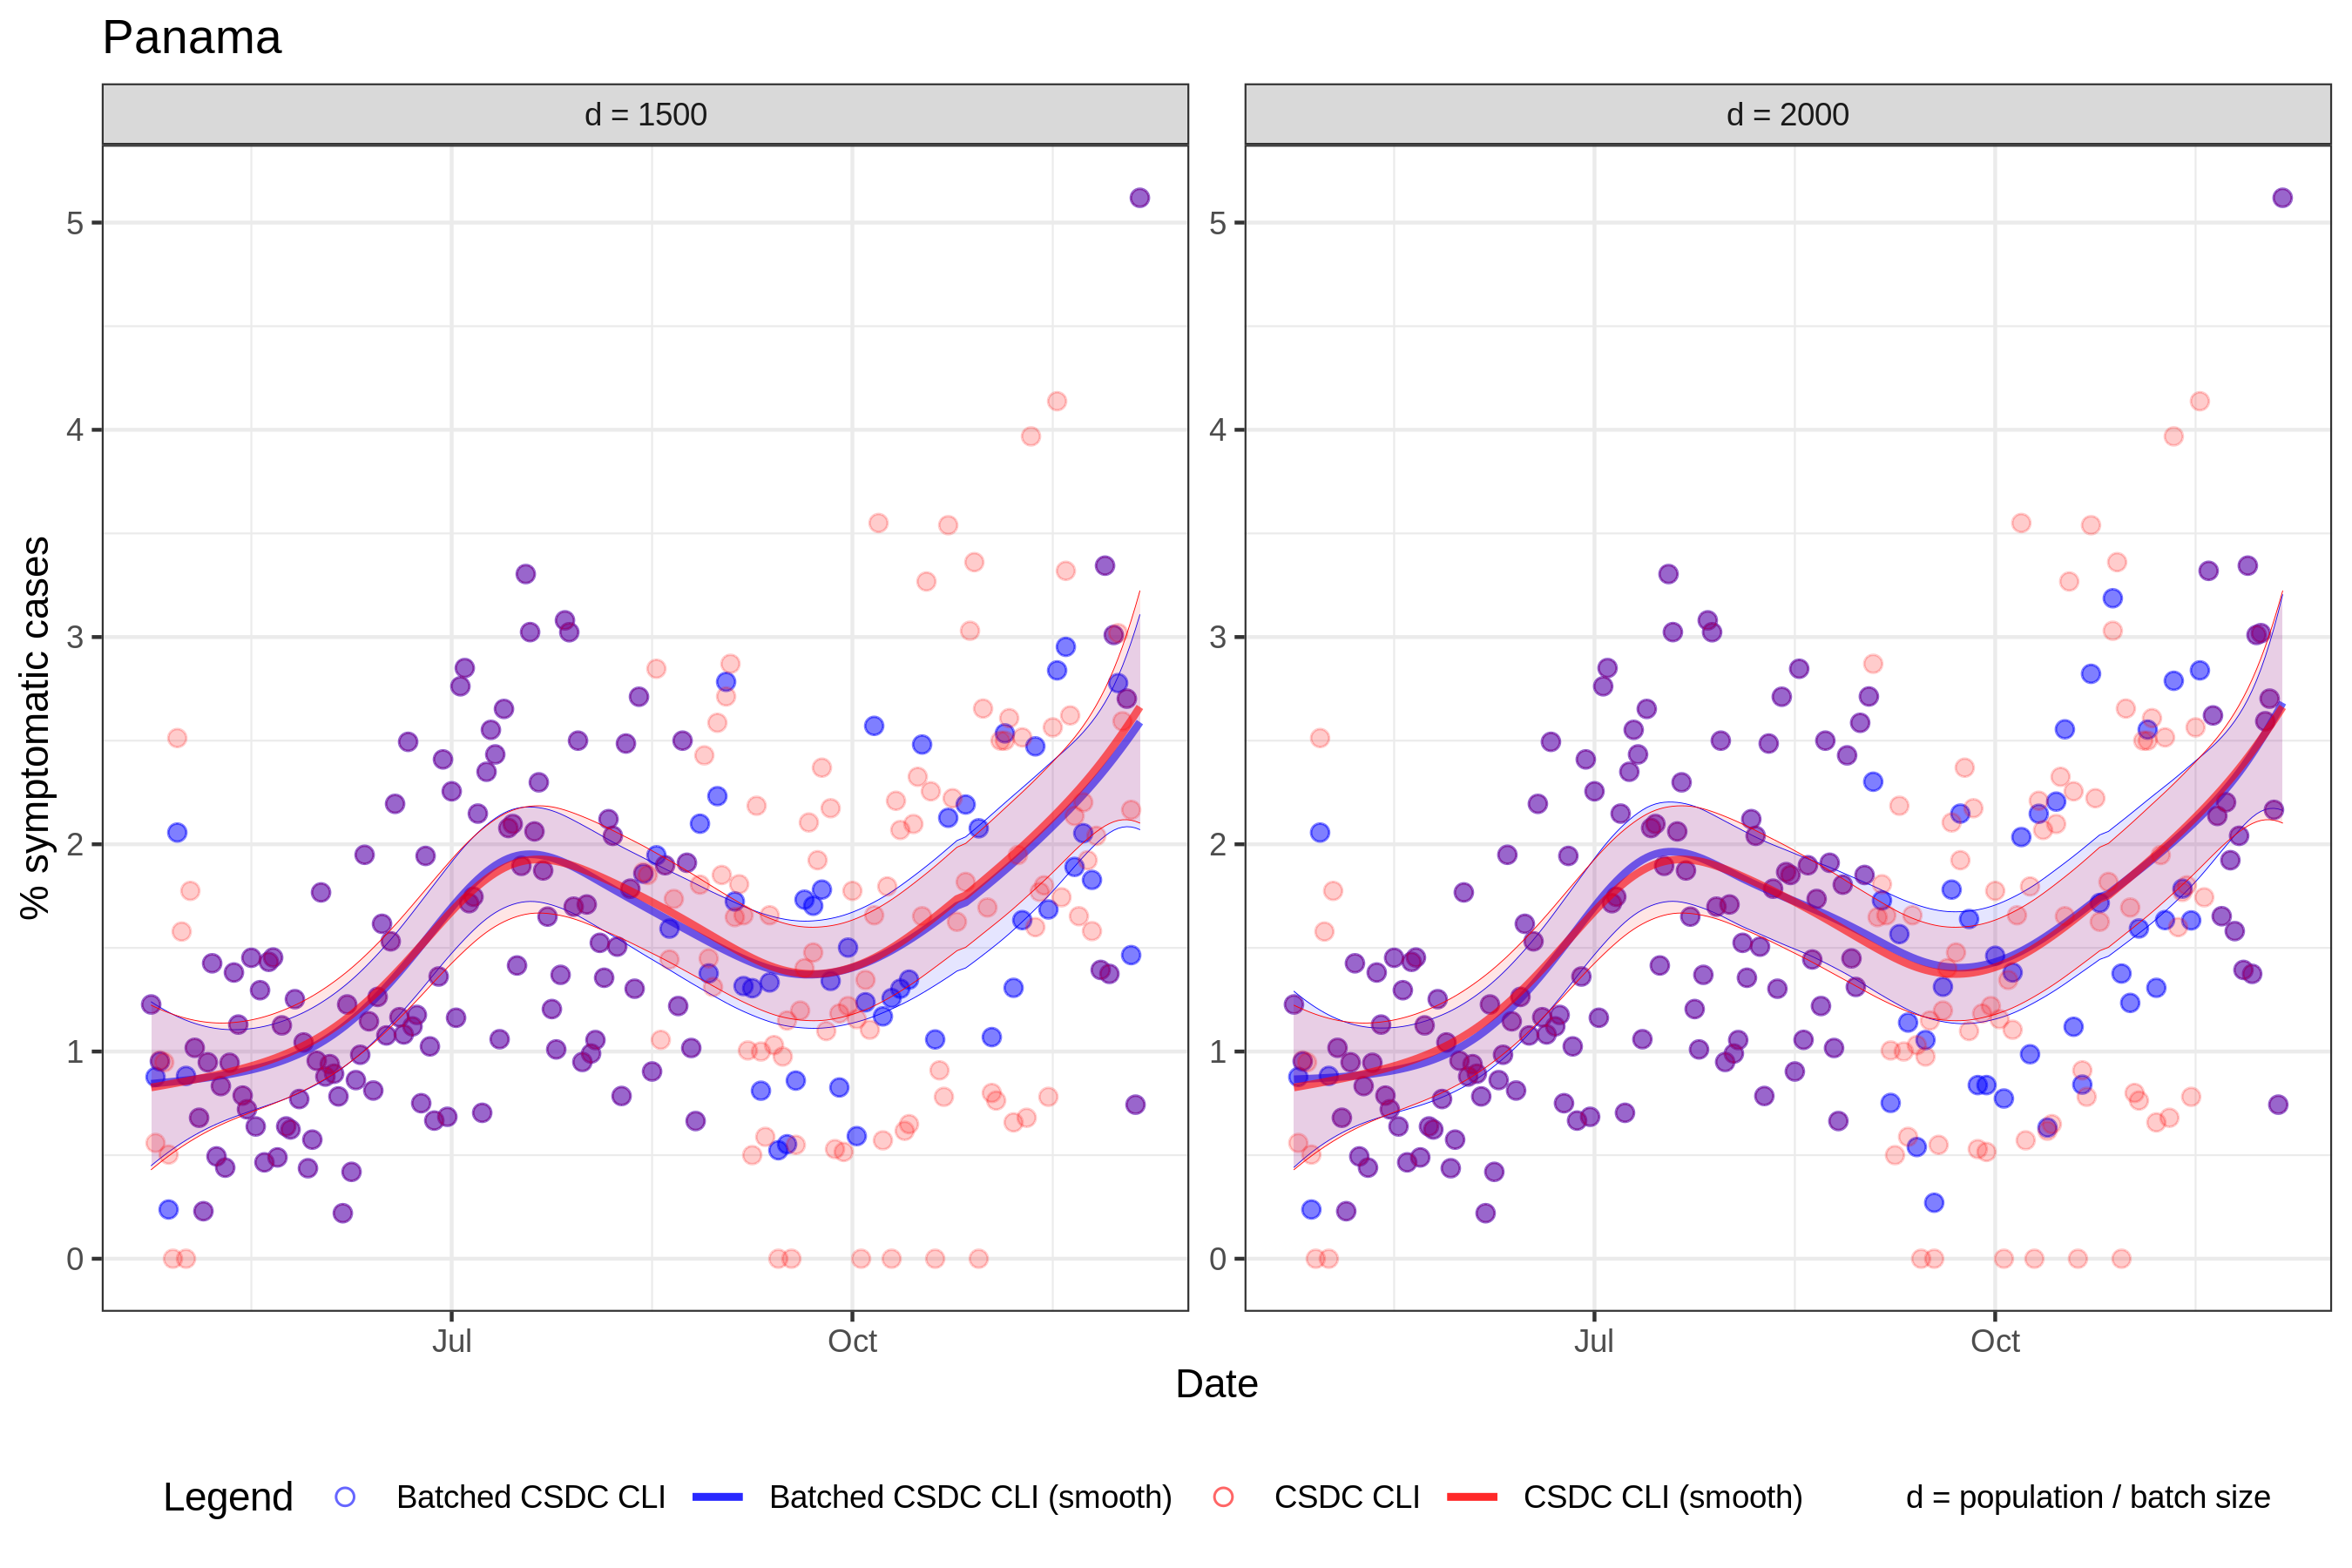 Panama
d = 1500
d = 2000
% symptomatic cases
5
4
3
2
1
0
5
4
3
2
1
0
Jul
Oct
Jul
Oct
Date
Legend
Batched CSDC CLI
Batched CSDC CLI (smooth)
CSDC CLI
CSDC CLI (smooth)
d = population / batch size